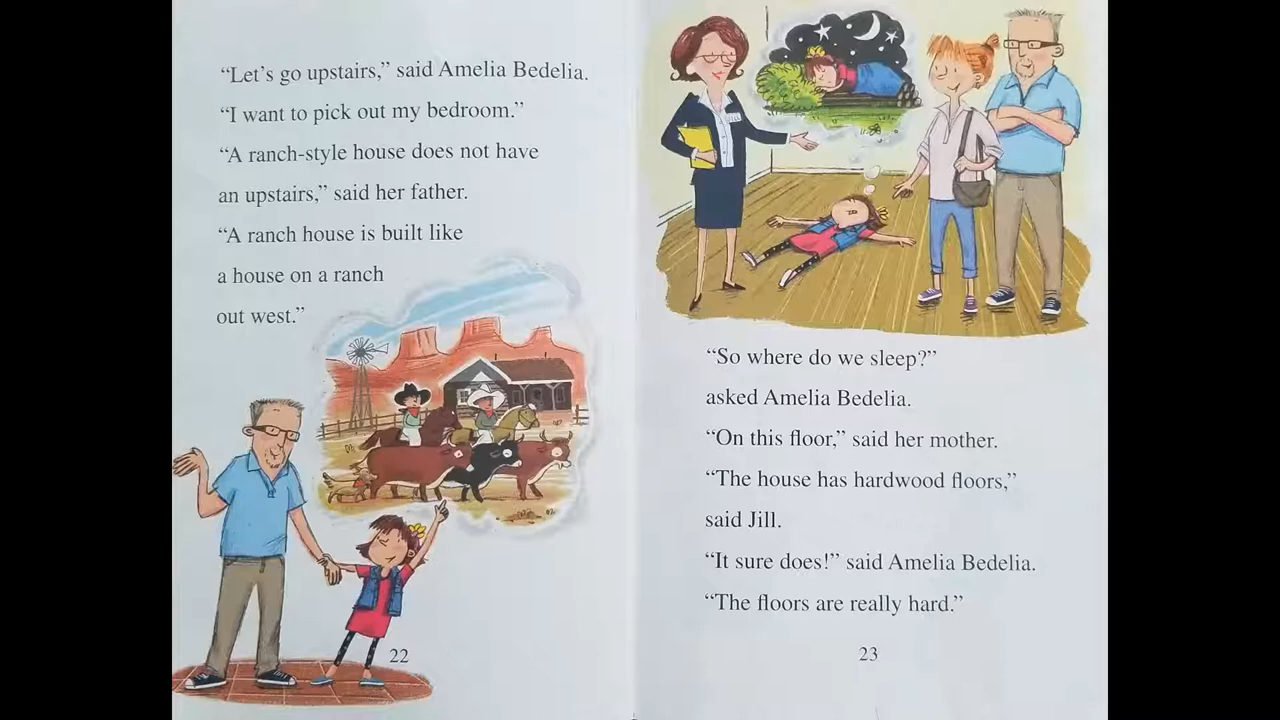 “Let’s go upstairs,” said Amelia Bedelia.
“I want to pick out my bedroom.”
“A ranch-style house does not have
an upstairs,” said her father.
“A ranch house is built like
a house on a ranch
out west.”
22
“So where do we sleep?”
asked Amelia Bedelia.
“On this floor,” said her mother.
“The house has hardwood floors,”
said Jill.
“It sure does!” said Amelia Bedelia.
“The floors are really hard.”
23